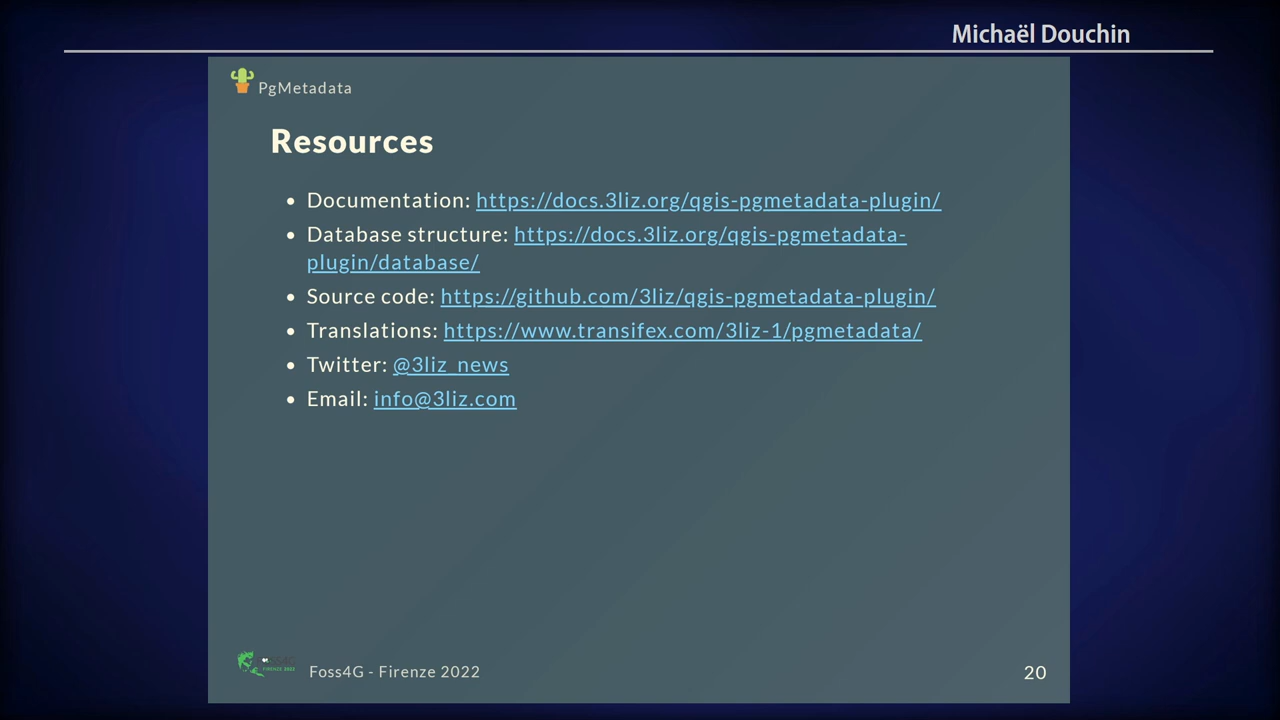 Michaël Douchin
PgMetadata
Resources
• Documentation: https://docs.3liz.org/qgis-pgmetadata-plugin/
• Database structure: https://docs.3liz.org/qgis-pgmetadata-
plugin/database/
• Source code: https://github.com/3liz/qgis-pgmetadata-plugin/
• Translations: https://www.transifex.com/3liz-1/pgmetadata/
• Twitter: @3liz_news
• Email: info@3liz.com
FIRENZE 2022
Foss4G - Firenze 2022
20